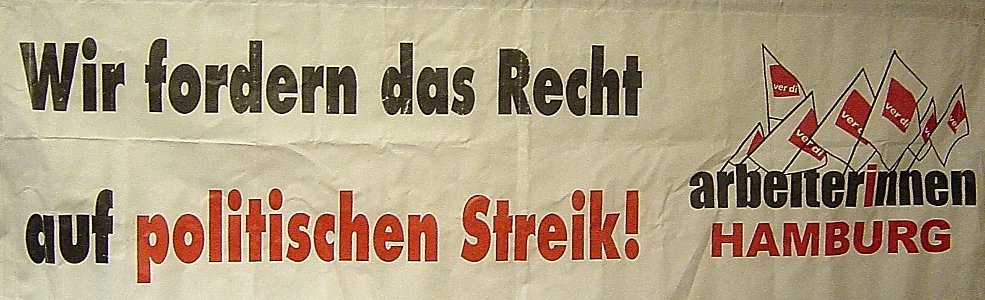 Wir fordern das Recht
auf politischen Streik!
ver di
ver di
ver di
ver di
arbeiterinnen
HAMBURG